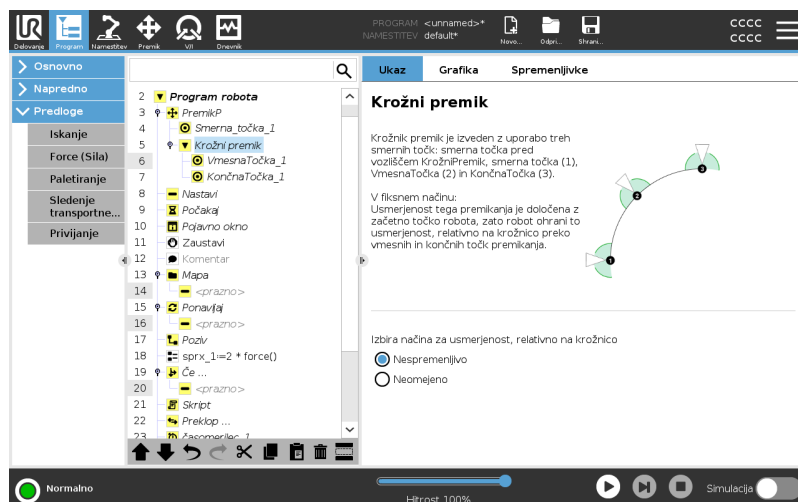 UR
Delovanje
Program
Namestitev
Premik
V/I
Dnevnik
PROGRAM <unnamed>*
NAMESTITEV default*
Novo...
Odpri...
Shrani...
CCCC
CCCC
Osnovno
Napredno
Predloge
Iskanje
Force (Sila)
Paletiranje
Sledenje
transportne...
Privijanje
2 Program robota
3 PremikP
4 Smerna_točka_1
5 Krožni premik
6 VmesnaTočka_1
7 KončnaTočka_1
8 Nastavi
9 Počakaj
10 Pojavno okno
11 Zaustavi
12 Komentar
13 Mapa
14 <prazno>
15 Ponavljaj
16 <prazno>
17 Poziv
18 sprx_1:=2 * force()
19 Če ...
20 <prazno>
21 Skript
22 Preklop ...
23 časomerilec_1
Ukaz
Grafika
Spremenljivke
Krožni premik
Krožnik premik je izveden z uporabo treh
smernih točk: smerna točka pred
vozliščem KrožniPremik, smerna točka (1),
VmesnaTočka (2) in KončnaTočka (3).
V fiksnem načinu:
Usmerjenost tega premikanja je določena z
začetno točko robota, zato robot ohrani to
usmerjenost, relativno na krožnico preko
vmesnih in končnih točk premikanja.
1
2
3
Izbira načina za usmerjenost, relativno na krožnico
Nespremenljivo
Neomejeno
Normalno
Hitrost 100%
Simulacija